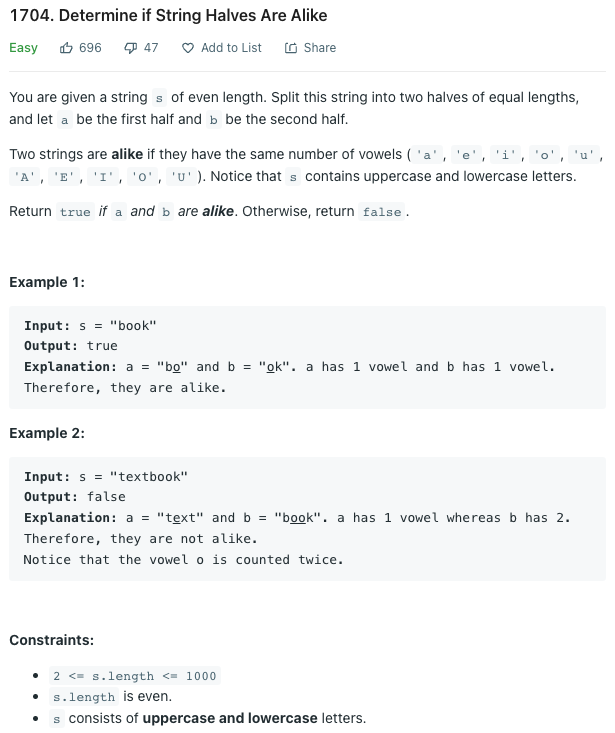 1704. Determine if String Halves Are Alike
Easy 696 47 Add to List Share
You are given a string s of even length. Split this string into two halves of equal lengths,
and let a be the first half and b be the second half.
Two strings are alike if they have the same number of vowels ( 'a' , 'e' , 'i' , 'o' , 'u' ,
'A' , 'E' , 'I' , 'O' , 'U' ). Notice that s contains uppercase and lowercase letters.
Return true if a and b are alike. Otherwise, return false .
Example 1:
Input: s = "book"
Output: true
Explanation: a = "bo" and b = "ok". a has 1 vowel and b has 1 vowel.
Therefore, they are alike.
Example 2:
Input: s = "textbook"
Output: false
Explanation: a = "text" and b = "book". a has 1 vowel whereas b has 2.
Therefore, they are not alike.
Notice that the vowel o is counted twice.
Constraints:
• 2 <= s.length <= 1000
• s.length is even.
• s consists of uppercase and lowercase letters.